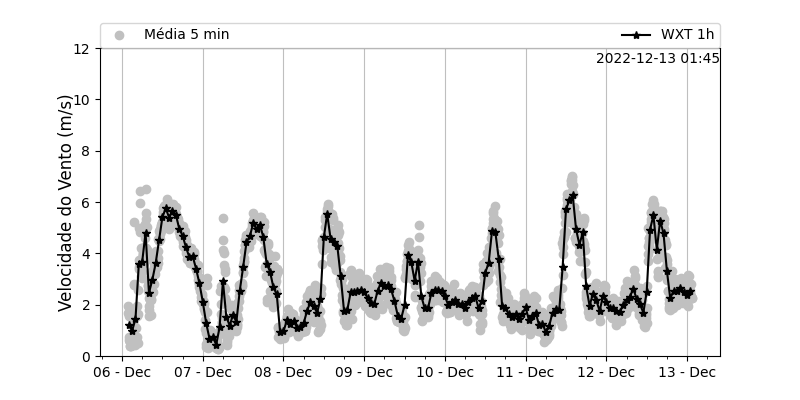 Média 5 min
WXT 1h
2022-12-13 01:45
Velocidade do Vento (m/s)
12
10
8
6
4
2
0
06 - Dec
07 - Dec
08 - Dec
09 - Dec
10 - Dec
11 - Dec
12 - Dec
13 - Dec